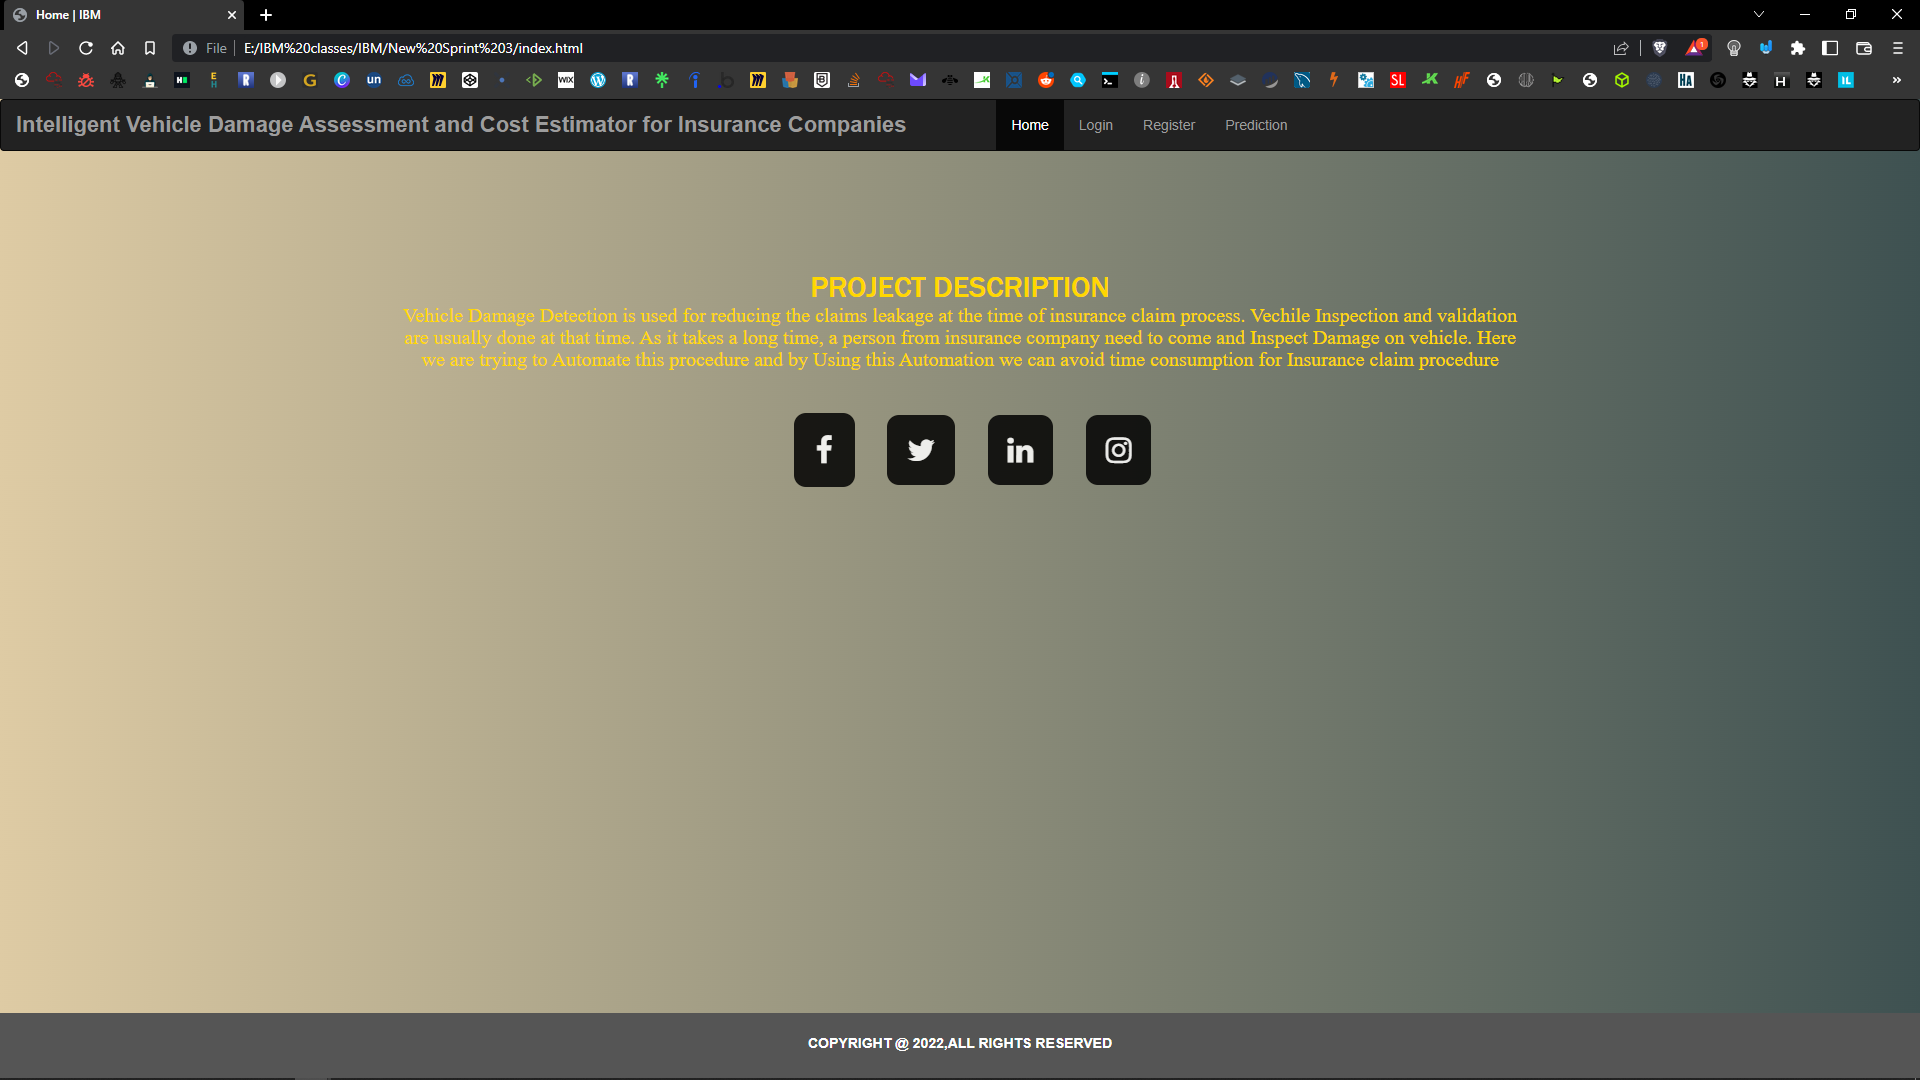 Home | IBM
File
E:/IBM%20classes/IBM/New%20Sprint%203/index.html
1
Intelligent Vehicle Damage Assessment and Cost Estimator for Insurance Companies
Home Login Register Prediction
PROJECT DESCRIPTION
Vehicle Damage Detection is used for reducing the claims leakage at the time of insurance claim process. Vechile Inspection and validation
are usually done at that time. As it takes a long time, a person from insurance company need to come and Inspect Damage on vehicle. Here
we are trying to Automate this procedure and by Using this Automation we can avoid time consumption for Insurance claim procedure
COPYRIGHT @ 2022,ALL RIGHTS RESERVED